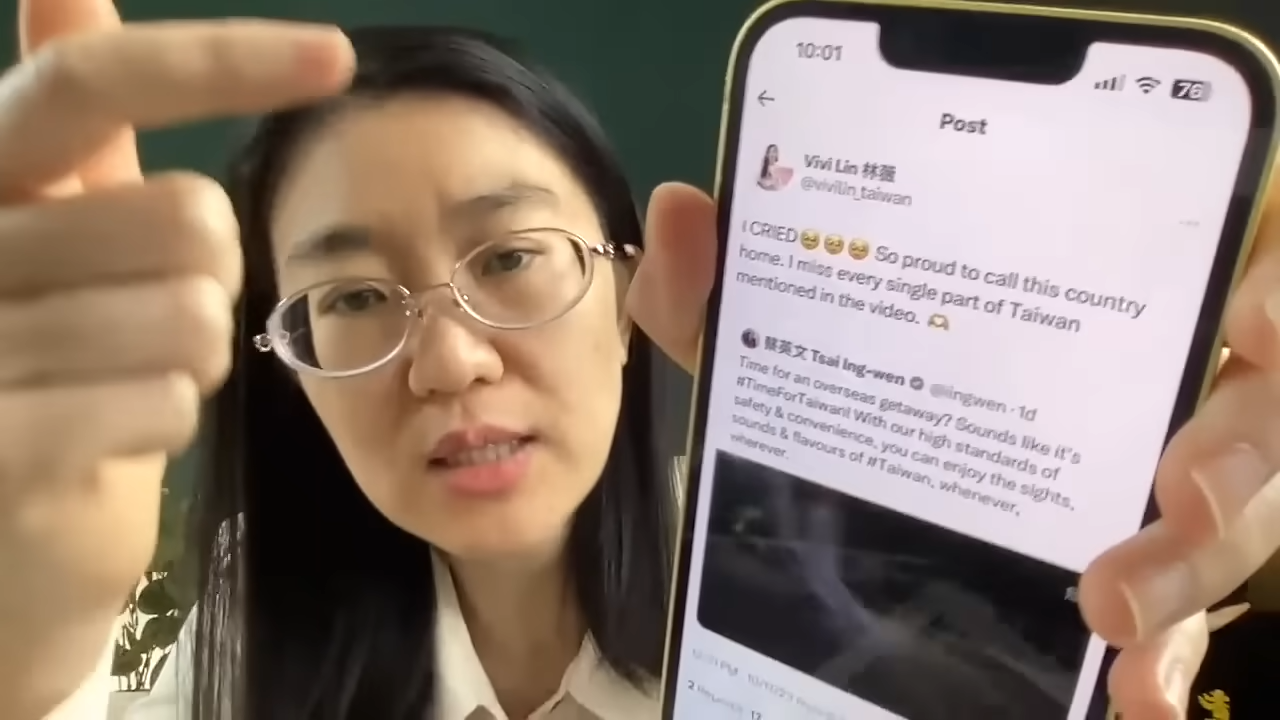 10:01
76
Post
Vivi Lin 林薇
@vivilin_taiwan
I CRIED🥹🥹🥹 So proud to call this country
home. I miss every single part of Taiwan
mentioned in the video. 🫶
蔡英文 Tsai Ing-wen @iingwen · 1d
Time for an overseas getaway? Sounds like it's
#TimeForTaiwan! With our high standards of
safety & convenience, you can enjoy the sights,
sounds & flavours of #Taiwan, whenever,
wherever.